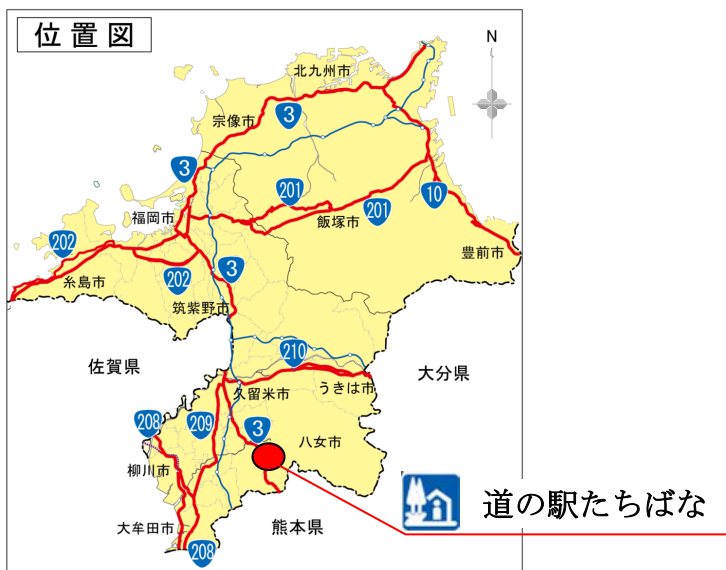 位置図
N
北九州市
3
宗像市
3
201
10
福岡市
飯塚市
201
202
豊前市
3
糸島市
202
筑紫野市
佐賀県
210
大分県
久留米市
うきは市
208
209
3
八女市
柳川市
道の駅たちばな
大牟田市
熊本県
208